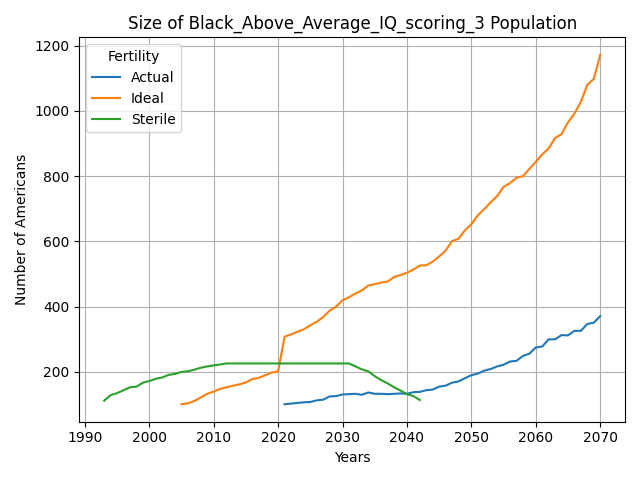 Size of Black_Above_Average_IQ_scoring_3 Population
Fertility
Actual
Ideal
Sterile
Number of Americans
1200
1000
800
600
400
200
1990 2000 2010 2020 2030 2040 2050 2060 2070
Years